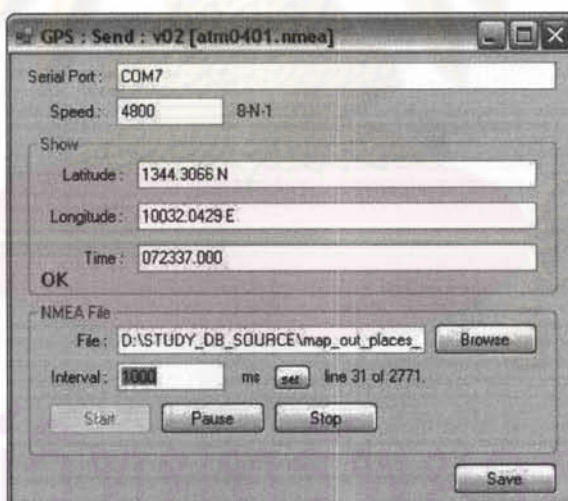 GPS : Send : v02 [atm0401.nmea]
Serial Port : COM7
Speed : 4800 8-N-1
Show
Latitude : 1344.3066 N
Longitude : 10032.0429 E
Time : 072337.000
OK
NMEA File
File : D:\STUDY_DB_SOURCE\map_out_places_ Browse
Interval : 1000 ms set line 31 of 2771.
Start Pause Stop
Save